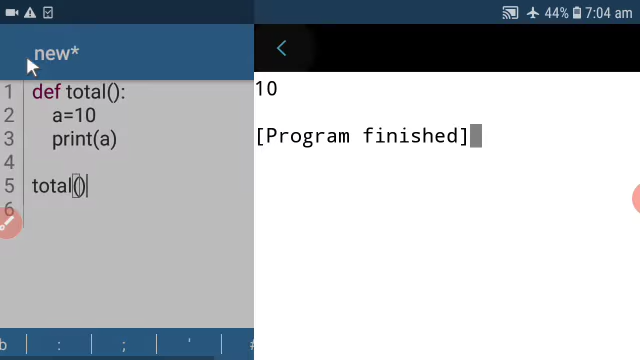 44% 7:04 am
new*
1 def total():
2 a=10
3 print(a)
4
5 total()
6
b : ; '
10
[Program finished]